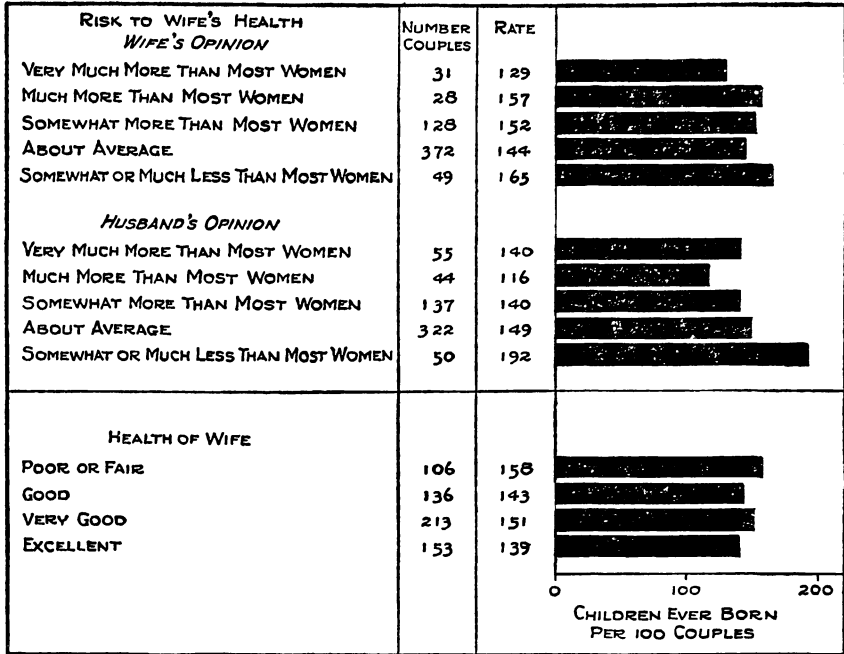 RISK TO WIFE'S HEALTH NUMBER COUPLES RATE
WIFE'S OPINION
VERY MUCH MORE THAN MOST WOMEN 31 129
MUCH MORE THAN MOST WOMEN 28 157
SOMEWHAT MORE THAN MOST WOMEN 128 152
ABOUT AVERAGE 372 144
SOMEWHAT OR MUCH LESS THAN MOST WOMEN 49 165
HUSBAND'S OPINION
VERY MUCH MORE THAN MOST WOMEN 55 140
MUCH MORE THAN MOST WOMEN 44 116
SOMEWHAT MORE THAN MOST WOMEN 137 140
ABOUT AVERAGE 322 149
SOMEWHAT OR MUCH LESS THAN MOST WOMEN 50 192
HEALTH OF WIFE
POOR OR FAIR 106 158
GOOD 136 143
VERY GOOD 213 151
EXCELLENT 153 139
0 100 200
CHILDREN EVER BORN
PER 100 COUPLES